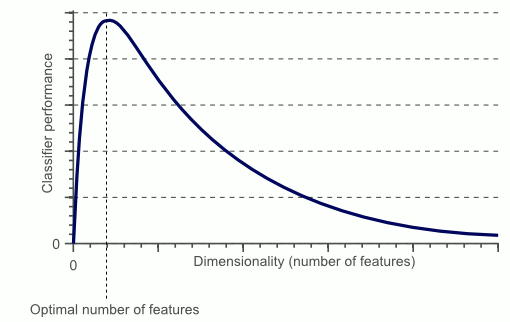 Classifier performance
0
0
Dimensionality (number of features)
Optimal number of features